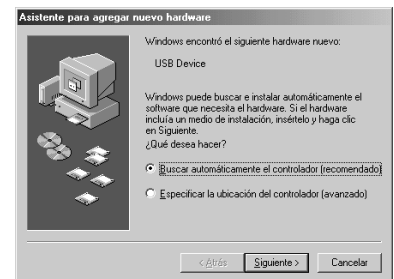 Asistente para agregar nuevo hardware
Windows encontró el siguiente hardware nuevo:
USB Device
Windows puede buscar e instalar automáticamente el
software que necesita el hardware. Si el hardware
incluía un medio de instalación, insértelo y haga clic
en Siguiente.
¿Qué desea hacer?
Buscar automáticamente el controlador (recomendado)
Especificar la ubicación del controlador (avanzado)
< Atrás Siguiente > Cancelar